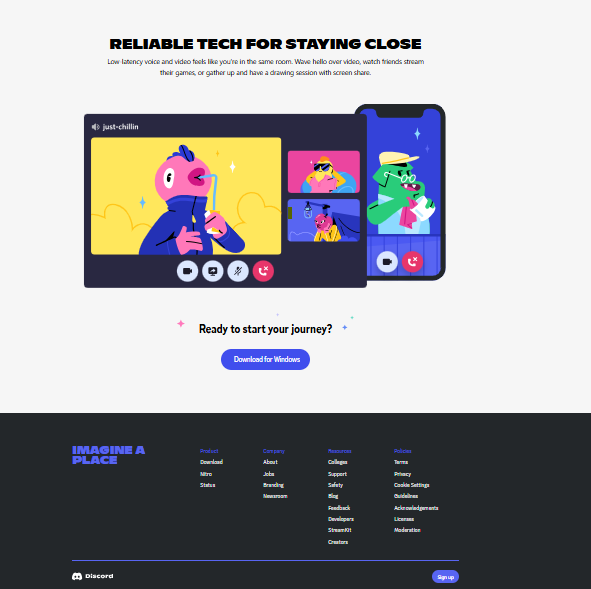 RELIABLE TECH FOR STAYING CLOSE
Low-latency voice and video feels like you're in the same room. Wave hello over video, watch friends stream
their games, or gather up and have a drawing session with screen share.
just-chillin
Ready to start your journey?
Download for Windows
IMAGINE A
PLACE
Product
Download
Nitro
Status
Company
About
Jobs
Branding
Newsroom
Resources
Colleges
Support
Safety
Blog
Feedback
Developers
StreamKit
Creators
Policies
Terms
Privacy
Cookie Settings
Guidelines
Acknowledgements
Licenses
Moderation
Discord
Sign up